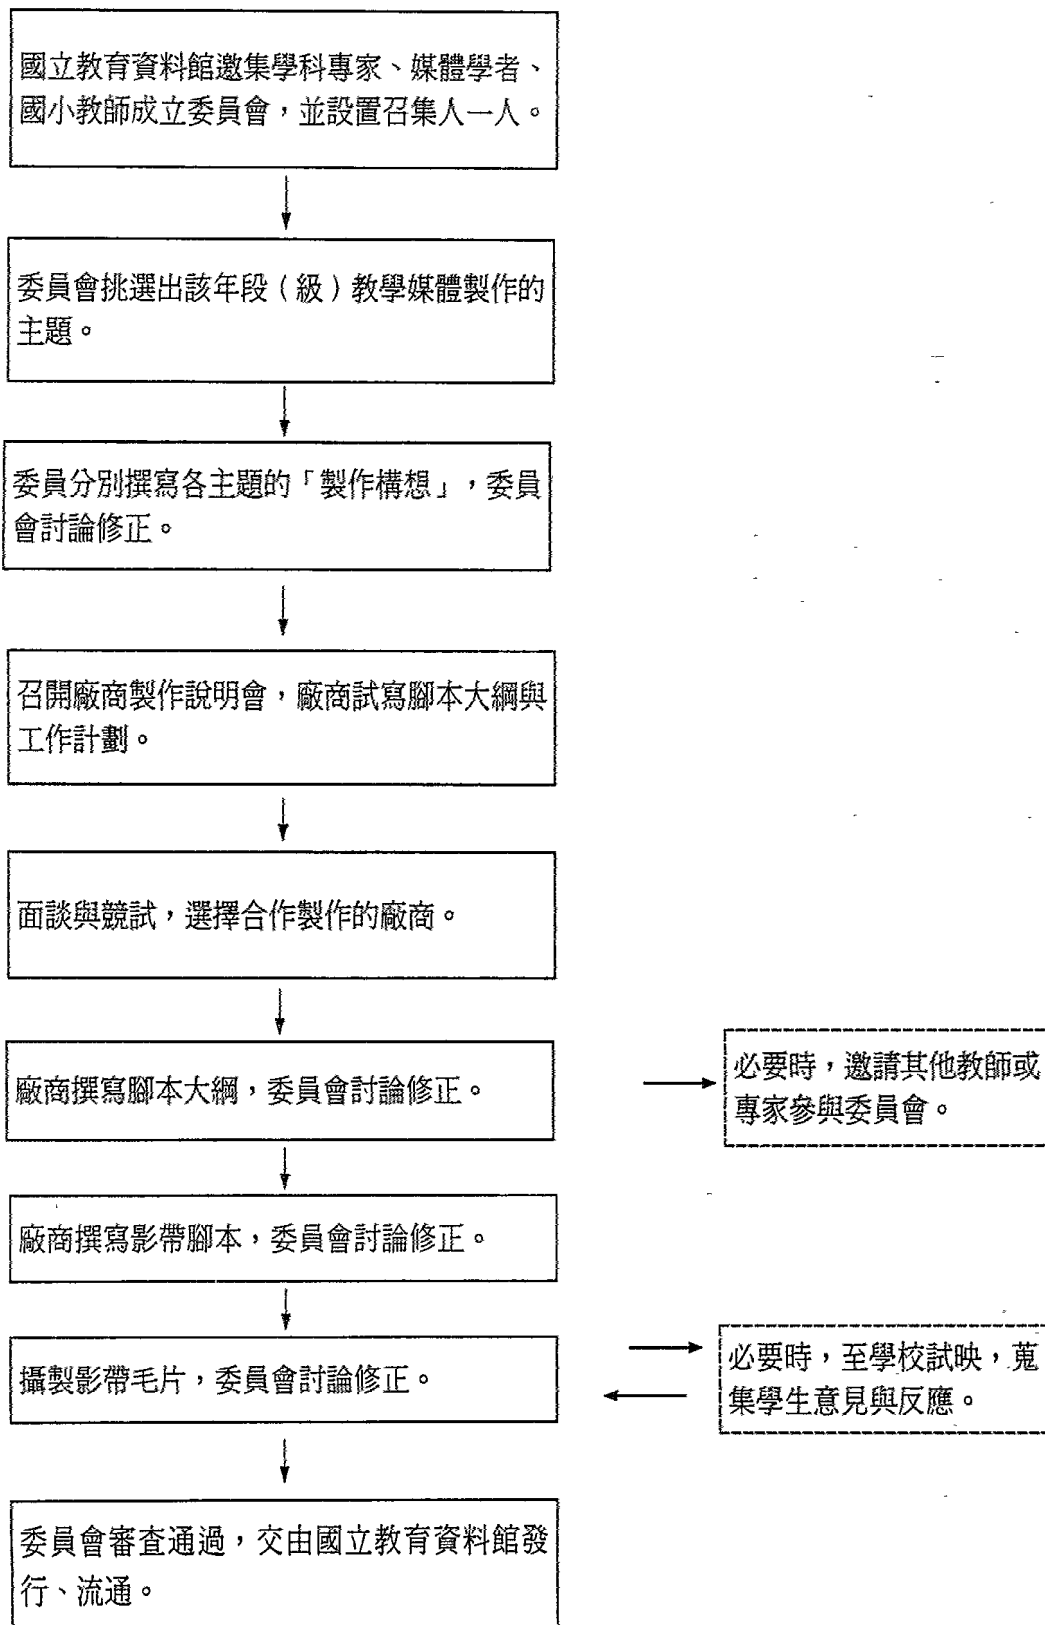 國立教育資料館邀集學科專家、媒體學者、
國小教師成立委員會，並設置召集人一人。
委員會挑選出該年段（級）教學媒體製作的
主題。
委員分別撰寫各主題的「製作構想」，委員
會討論修正。
召開廠商製作說明會，廠商試寫腳本大綱與
工作計劃。
面談與競試，選擇合作製作的廠商。
廠商撰寫腳本大綱，委員會討論修正。
必要時，邀請其他教師或
專家參與委員會。
廠商撰寫影帶腳本，委員會討論修正。
攝製影帶毛片，委員會討論修正。
必要時，至學校試映，蒐
集學生意見與反應。
委員會審查通過，交由國立教育資料館發
行、流通。